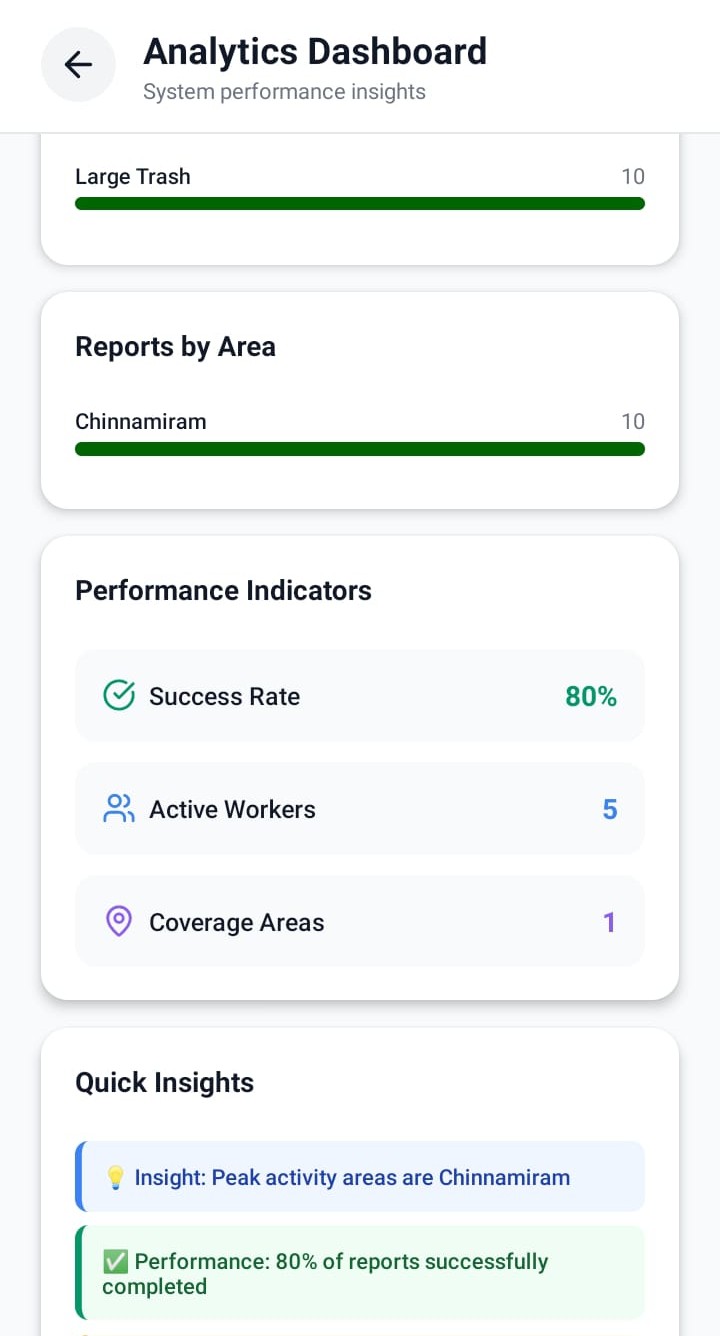 Analytics Dashboard
System performance insights
Large Trash 10
Reports by Area
Chinnamiram 10
Performance Indicators
Success Rate 80%
Active Workers 5
Coverage Areas 1
Quick Insights
💡 Insight: Peak activity areas are Chinnamiram
✅ Performance: 80% of reports successfully
completed